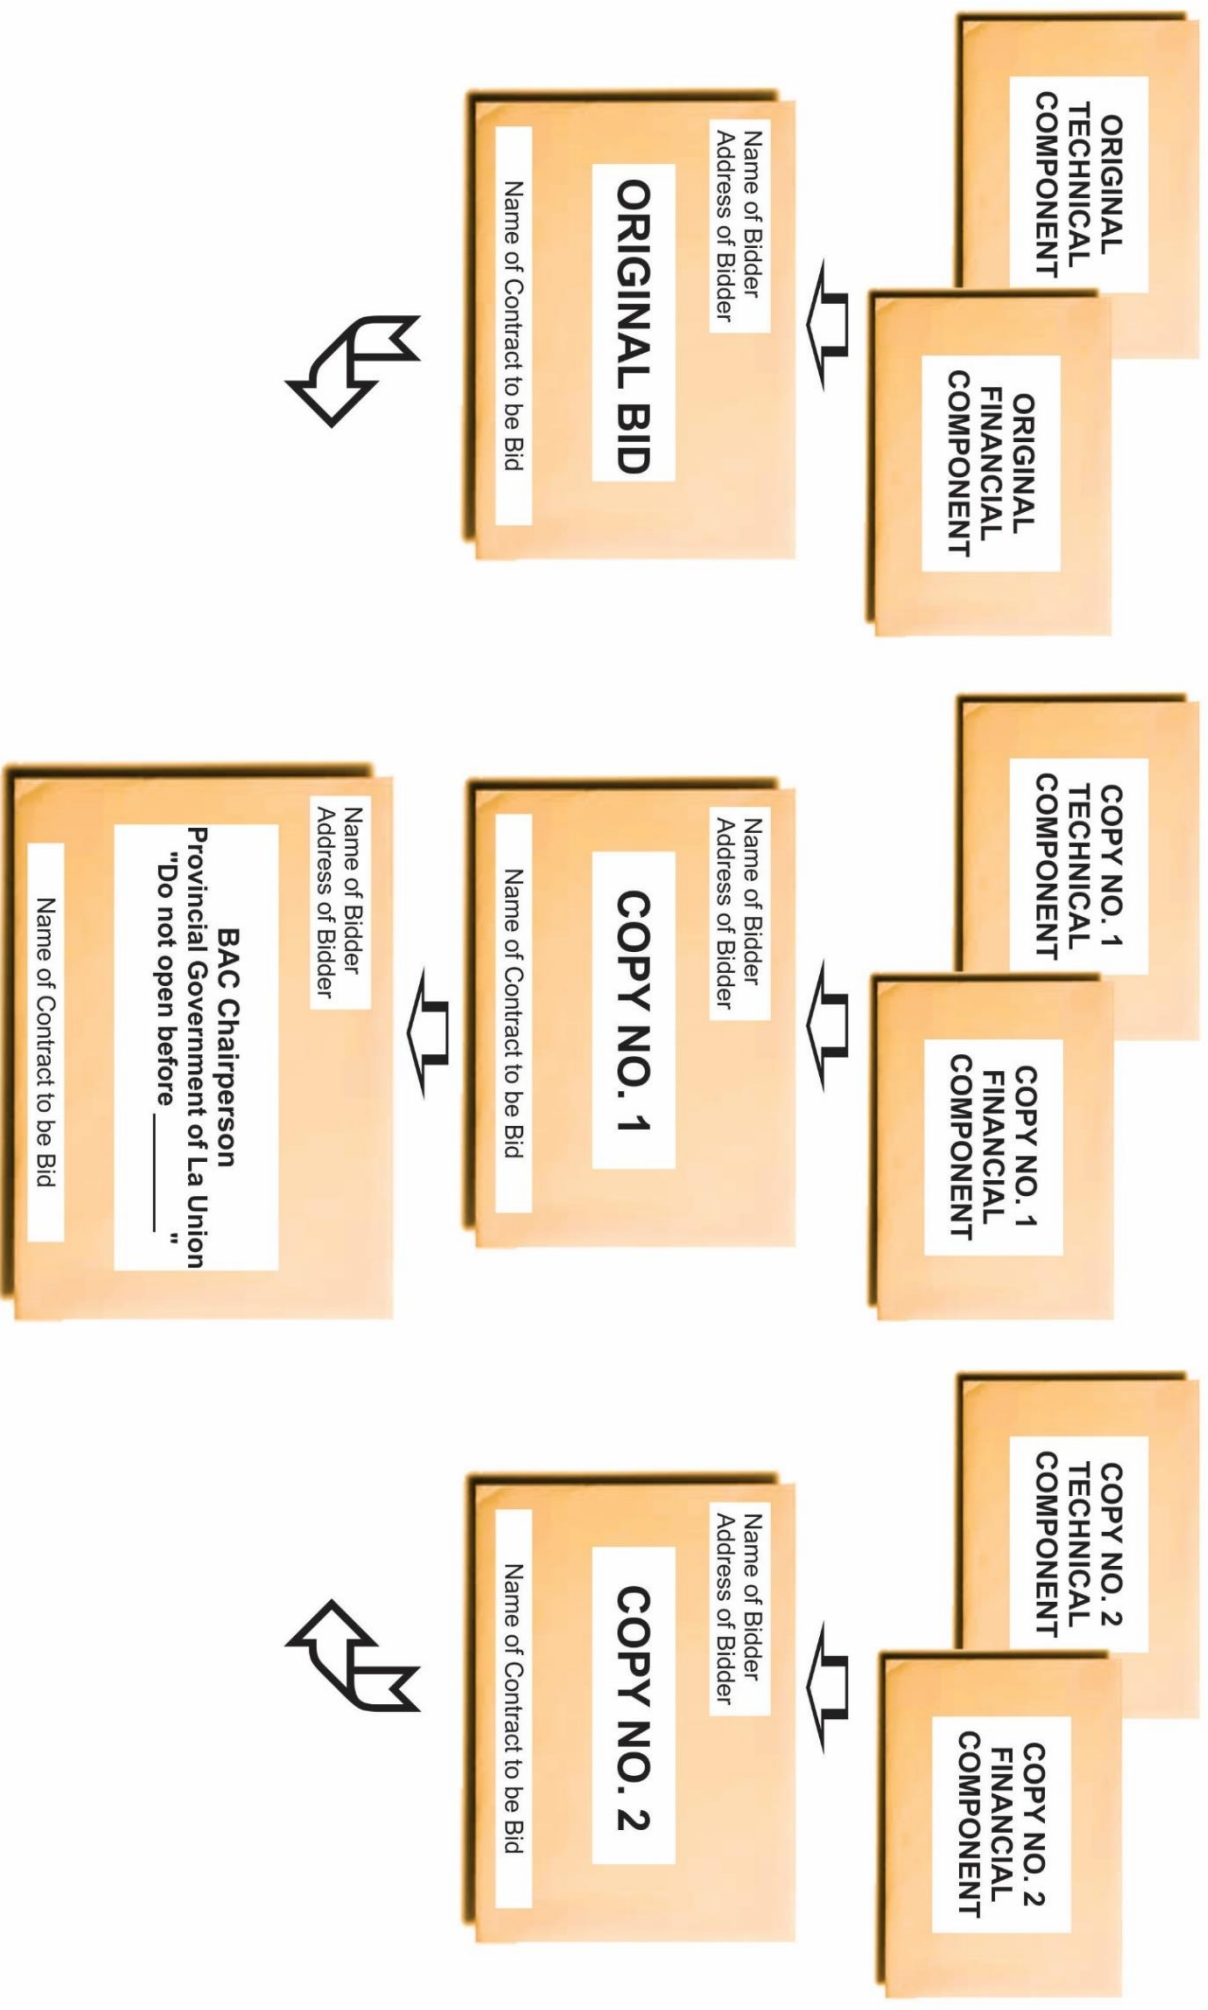 ORIGINAL
TECHNICAL
COMPONENT
ORIGINAL
FINANCIAL
COMPONENT
COPY NO. 1
TECHNICAL
COMPONENT
COPY NO. 1
FINANCIAL
COMPONENT
COPY NO. 2
TECHNICAL
COMPONENT
COPY NO. 2
FINANCIAL
COMPONENT
Name of Bidder
Address of Bidder
ORIGINAL BID
Name of Contract to be Bid
Name of Bidder
Address of Bidder
COPY NO. 1
Name of Contract to be Bid
Name of Bidder
Address of Bidder
COPY NO. 2
Name of Contract to be Bid
Name of Bidder
Address of Bidder
BAC Chairperson
Provincial Government of La Union
"Do not open before ________ "
Name of Contract to be Bid